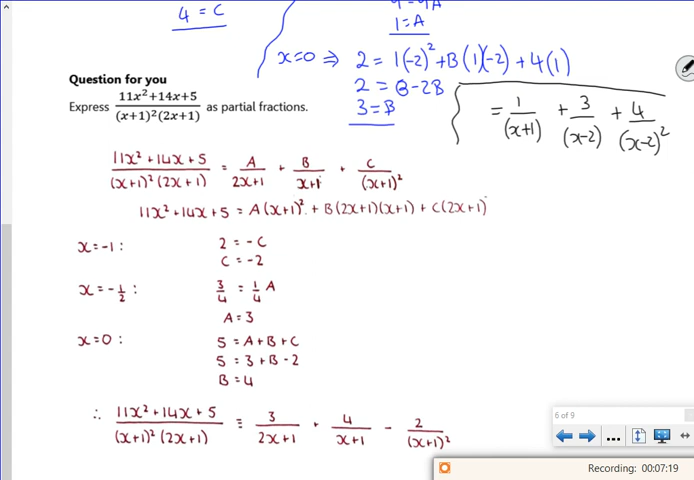 4 = C
1 = A
x=0 ⇒ 2 = 1(-2)² + B(1)(-2) + 4(1)
2 = 8 - 2B
3 = B
= 1/(x+1) + 3/(x-2) + 4/(x-2)²
Question for you
Express (11x²+14x+5)/((x+1)²(2x+1)) as partial fractions.
(11x²+14x+5)/((x+1)²(2x+1)) = A/(2x+1) + B/(x+1) + C/(x+1)²
11x²+14x+5 = A(x+1)² + B(2x+1)(x+1) + C(2x+1)
x=-1: 2 = -C
C = -2
x=-1/2: 3/4 = 1/4 A
A = 3
x=0: 5 = A+B+C
5 = 3+B-2
B = 4
∴ (11x²+14x+5)/((x+1)²(2x+1)) ≡ 3/(2x+1) + 4/(x+1) - 2/(x+1)²
6 of 9
Recording: 00:07:19